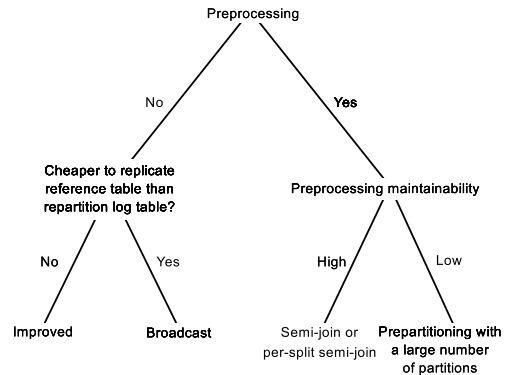 Preprocessing
No
Yes
Cheaper to replicate
reference table than
repartition log table?
Preprocessing maintainability
No
Yes
High
Low
Improved
Broadcast
Semi-join or
per-split semi-join
Prepartitioning with
a large number
of partitions